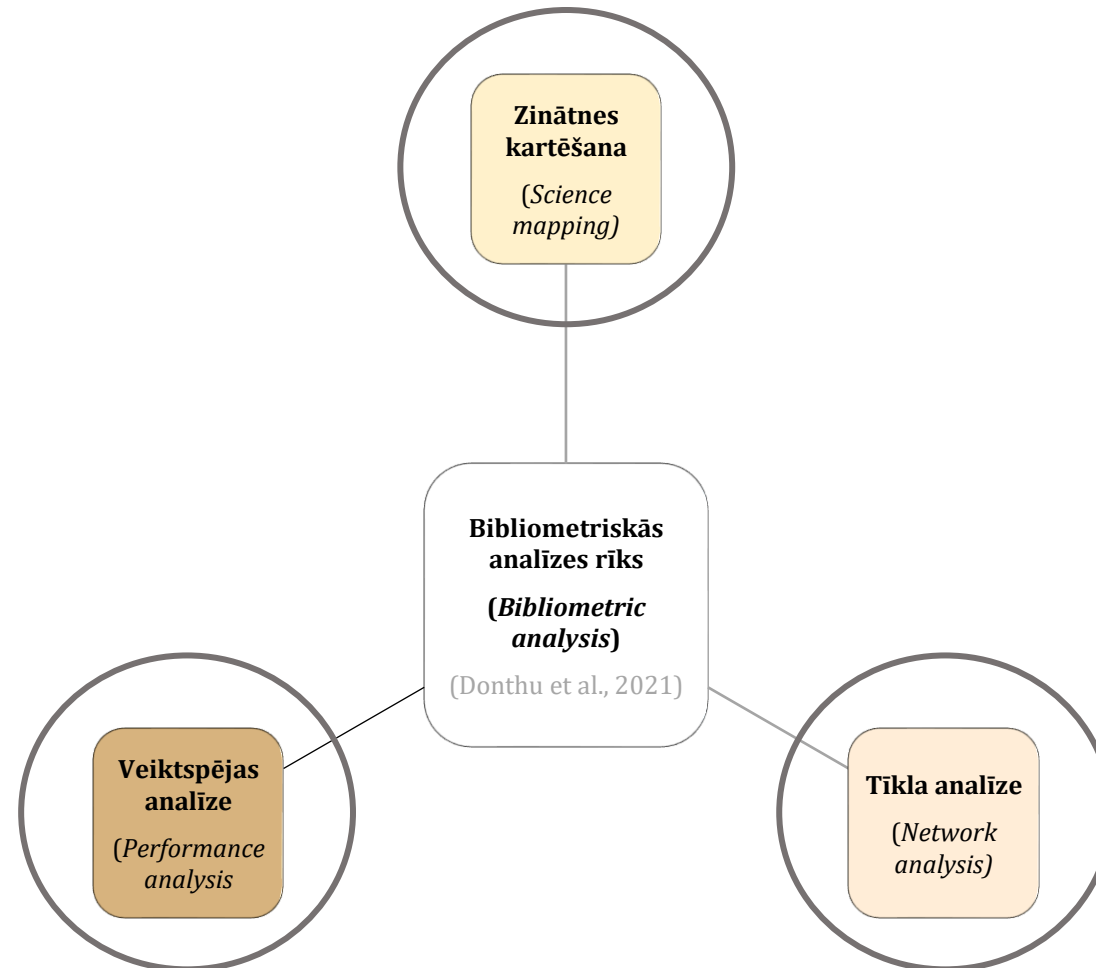 Zinātnes
kartēšana
(Science
mapping)
Bibliometriskās
analīzes rīks
(Bibliometric
analysis)
(Donthu et al., 2021)
Veiktspējas
analīze
(Performance
analysis
Tīkla analīze
(Network
analysis)